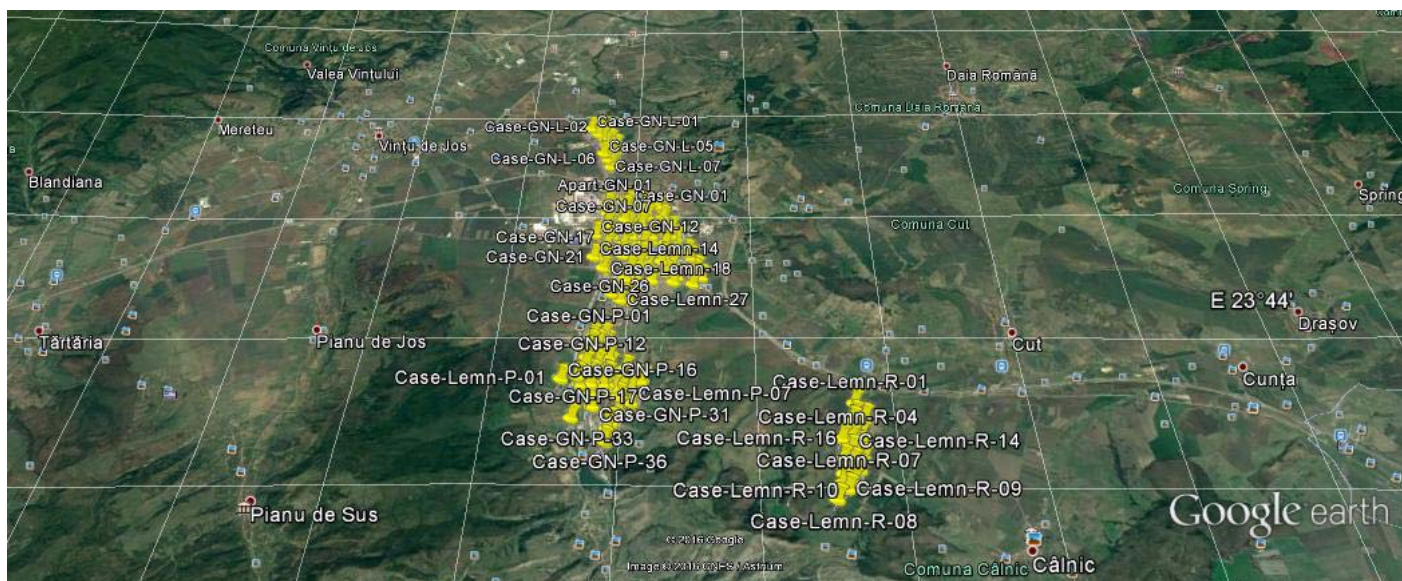 Comuna Vințu de Jos
Valea Vințului
Daia Română
Comuna Daia Română
Mereteu
Case-GN-L-02
Case-GN-L-01
Vințu de Jos
Case-GN-L-05
Case-GN-L-06
Case-GN-L-07
Blandiana
Apart-GN-01
Case-GN-01
Comuna Spring
Spring
Case-GN-07
Case-GN-12
Comuna Cut
Case-GN-17
Case-Lemn-14
Case-GN-21
Case-Lemn-18
Case-GN-26
Case-Lemn-27
E 23°44'
Case-GN-P-01
Drașov
Tărtăria
Pianu de Jos
Case-GN-P-12
Cut
Case-GN-P-16
Cunța
Case-Lemn-P-01
Case-Lemn-R-01
Case-GN-P-17
Case-Lemn-P-07
Case-GN-P-31
Case-Lemn-R-04
Case-GN-P-33
Case-Lemn-R-16
Case-Lemn-R-14
Case-GN-P-36
Case-Lemn-R-07
Case-Lemn-R-10
Case-Lemn-R-09
Pianu de Sus
Case-Lemn-R-08
Google earth
© 2016 Google
Image © 2016 CNES / Astrium
Comuna Câlnic
Câlnic